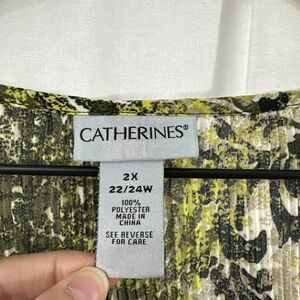 CATHERINES®
2X
22/24W
100%
POLYESTER
MADE IN
CHINA
SEE REVERSE
FOR CARE